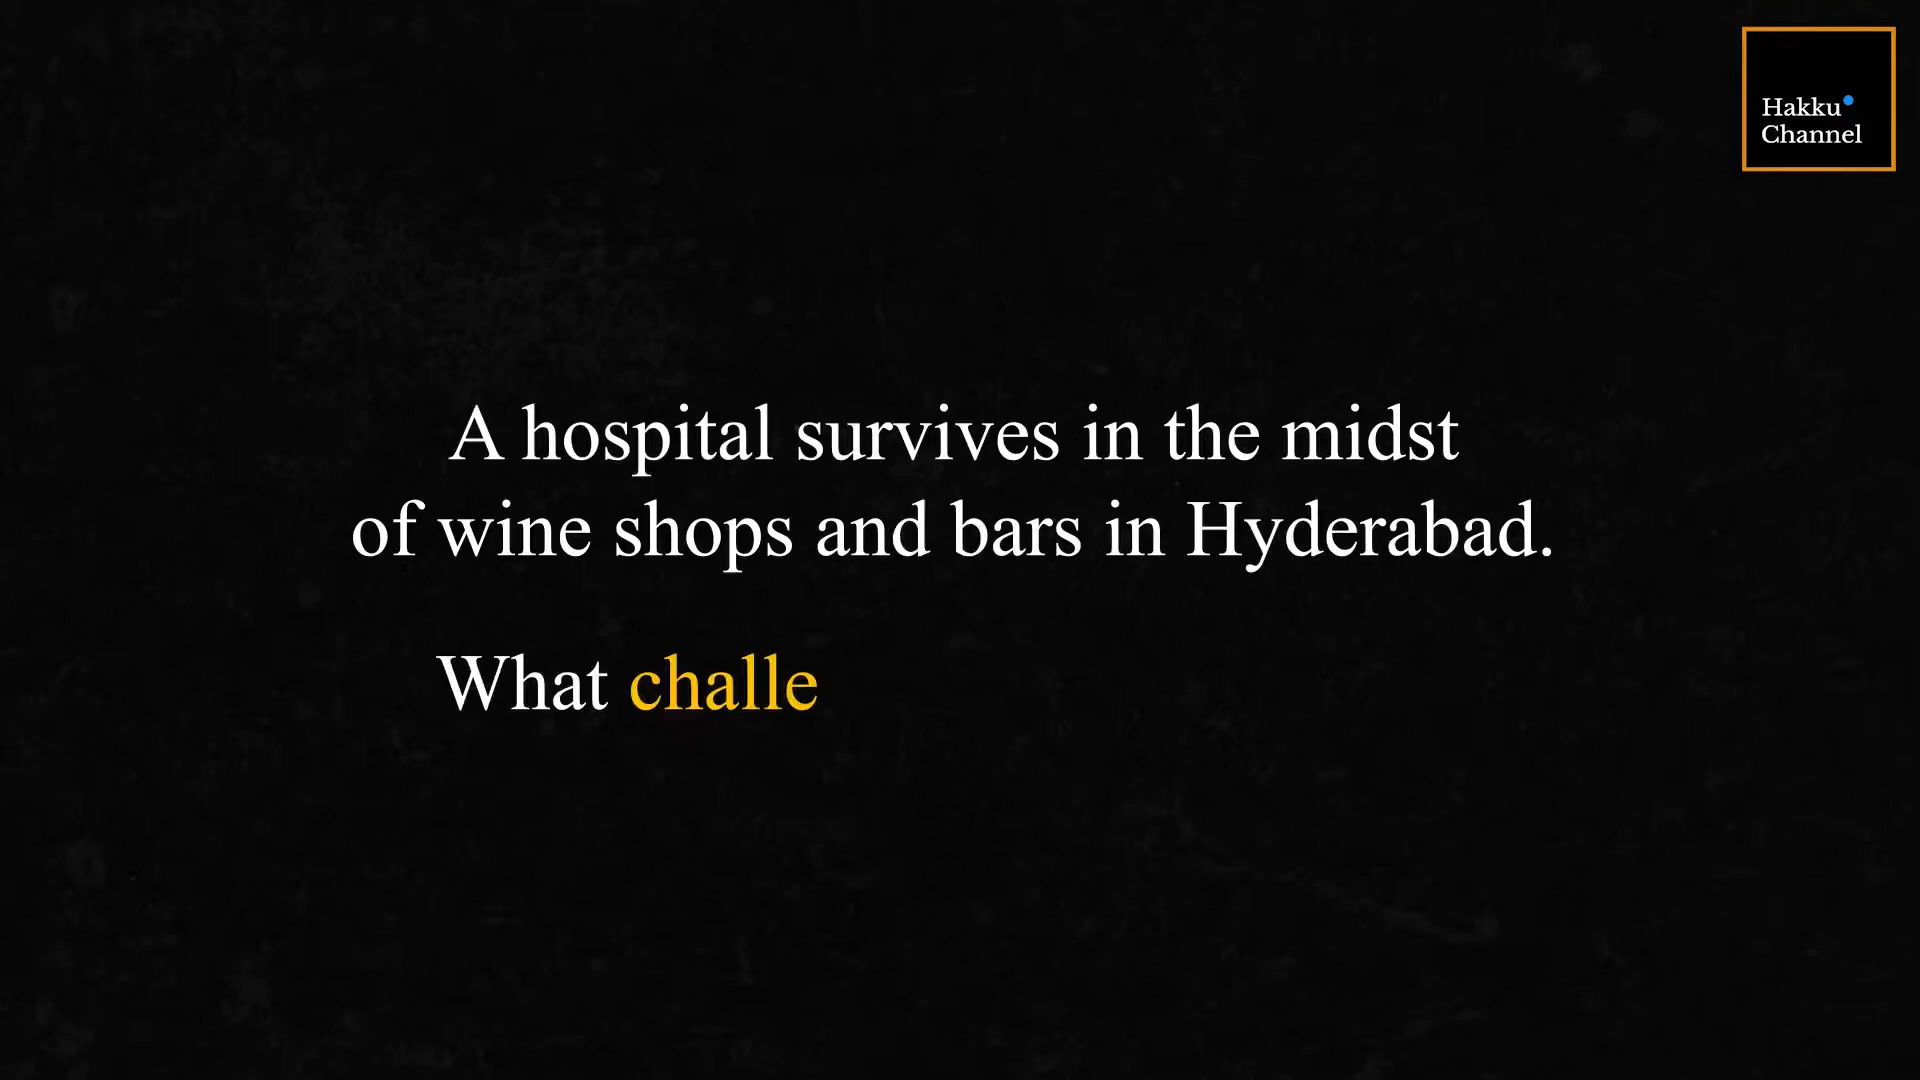 Hakku
Channel
A hospital survives in the midst
of wine shops and bars in Hyderabad.
What challe